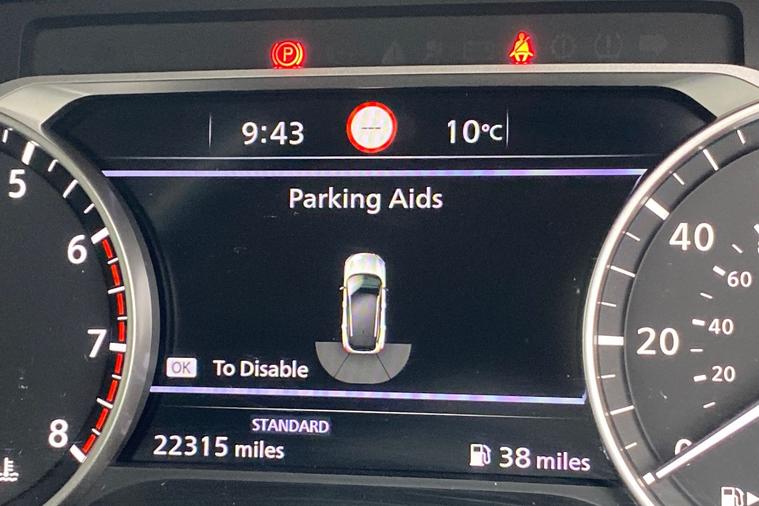 P
9:43
---
10°C
Parking Aids
5
6
7
8
40
20
0
60
40
20
OK To Disable
STANDARD
22315 miles
38 miles